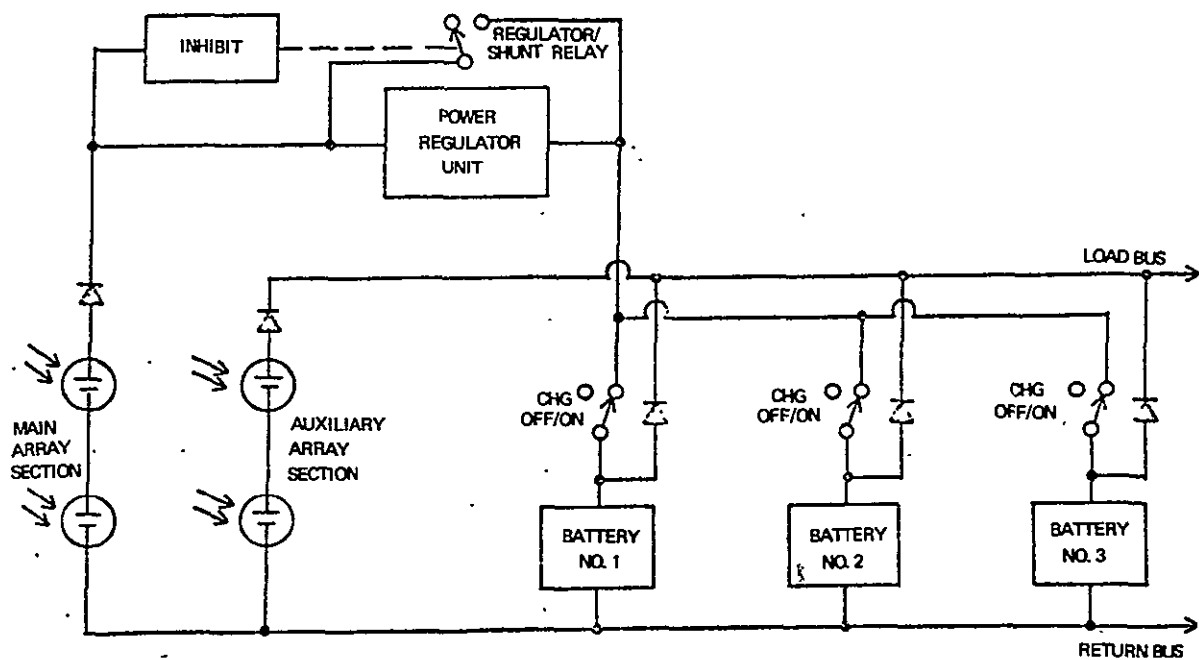 INHIBIT
REGULATOR/
SHUNT RELAY
POWER
REGULATOR
UNIT
LOAD BUS
MAIN
ARRAY
SECTION
AUXILIARY
ARRAY
SECTION
CHG
OFF/ON
CHG
OFF/ON
CHG
OFF/ON
BATTERY
NO. 1
BATTERY
NO. 2
BATTERY
NO. 3
RETURN BUS